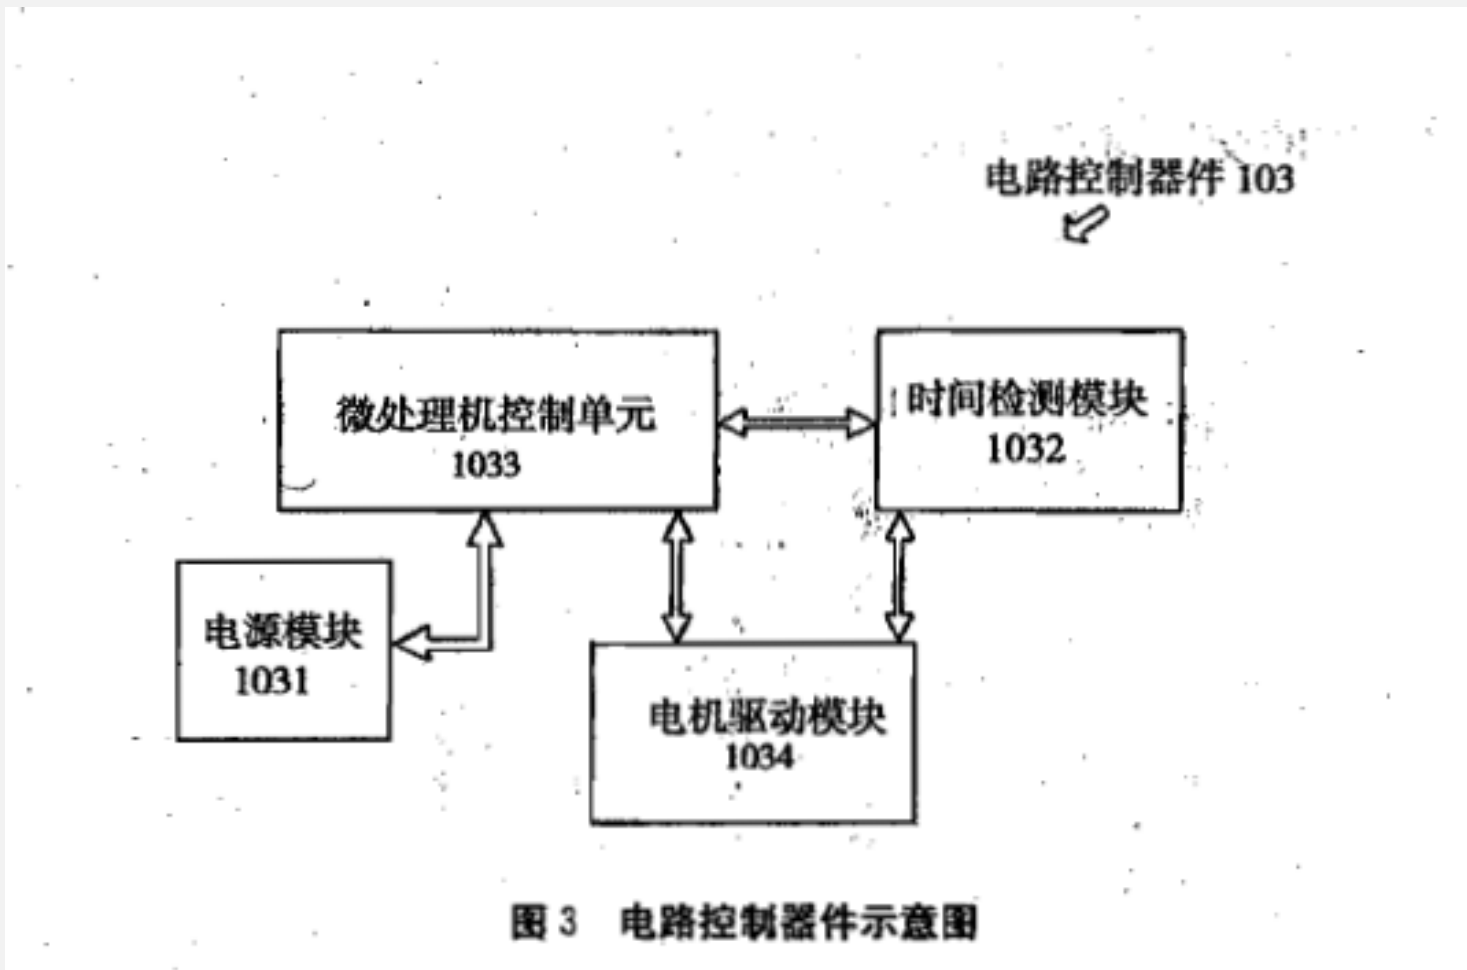 电路控制器件 103
微处理机控制单元
1033
时间检测模块
1032
电源模块
1031
电机驱动模块
1034
图 3 电路控制器件示意图